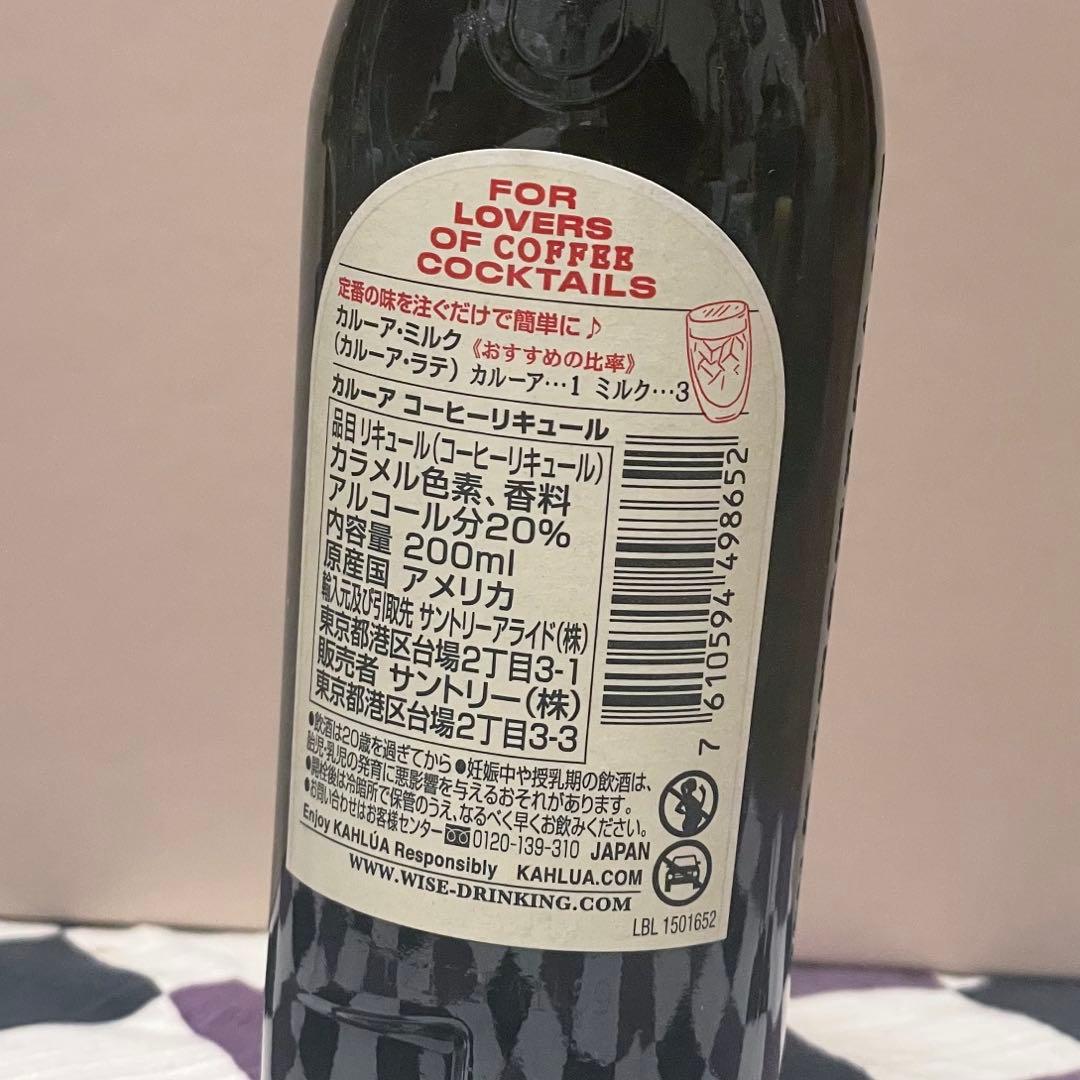 FOR
LOVERS
OF COFFEE
COCKTAILS
定番の味を注ぐだけで簡単に♪
カルーア・ミルク
(カルーア・ラテ)
《おすすめの比率》
カルーア…1 ミルク…3
カルーア コーヒーリキュール
品目 リキュール(コーヒーリキュール)
カラメル色素、香料
アルコール分20%
内容量 200ml
原産国 アメリカ
輸入元及び引取先 サントリーアライド(株)
東京都港区台場2丁目3-1
販売者 サントリー(株)
東京都港区台場2丁目3-3
7 610594 498652
●飲酒は20歳を過ぎてから ●妊娠中や授乳期の飲酒は、
胎児・乳児の発育に悪影響を与えるおそれがあります。
●開栓後は冷暗所で保管のうえ、なるべく早くお飲みください。
●お問い合わせはお客様センター 0120-139-310 JAPAN
Enjoy KAHLÚA Responsibly KAHLUA.COM
WWW.WISE-DRINKING.COM
LBL 1501652